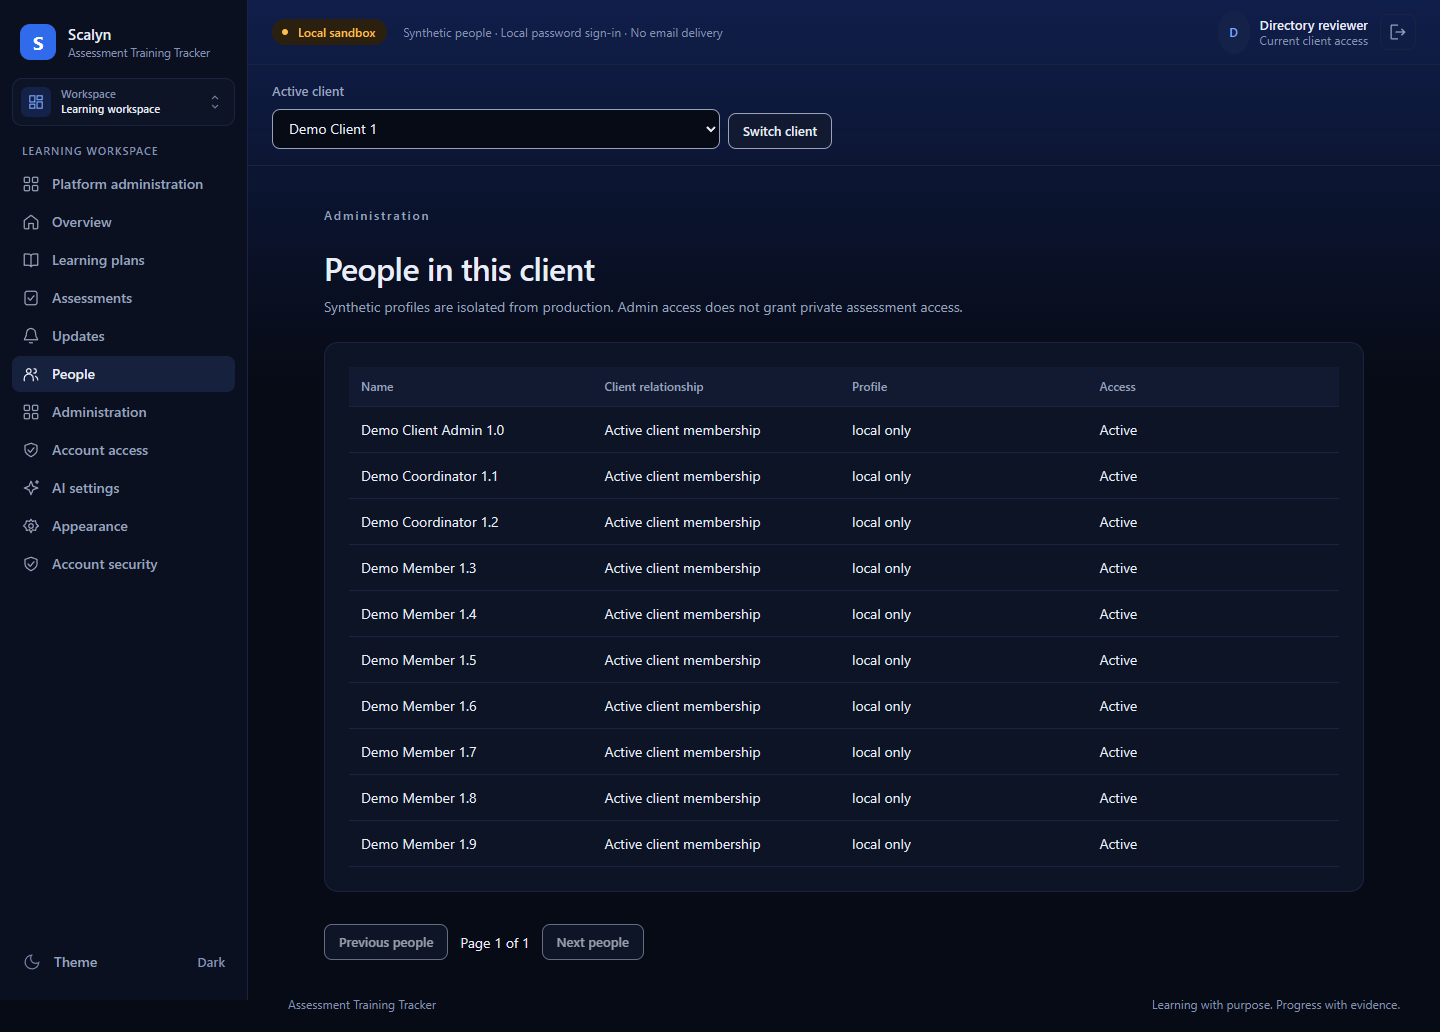 S
Scalyn
Assessment Training Tracker
Workspace
Learning workspace
LEARNING WORKSPACE
Platform administration
Overview
Learning plans
Assessments
Updates
People
Administration
Account access
AI settings
Appearance
Account security
Theme Dark
Local sandbox Synthetic people · Local password sign-in · No email delivery
D
Directory reviewer
Current client access
Active client
Demo Client 1 Switch client
Administration
People in this client
Synthetic profiles are isolated from production. Admin access does not grant private assessment access.
Name Client relationship Profile Access
Demo Client Admin 1.0 Active client membership local only Active
Demo Coordinator 1.1 Active client membership local only Active
Demo Coordinator 1.2 Active client membership local only Active
Demo Member 1.3 Active client membership local only Active
Demo Member 1.4 Active client membership local only Active
Demo Member 1.5 Active client membership local only Active
Demo Member 1.6 Active client membership local only Active
Demo Member 1.7 Active client membership local only Active
Demo Member 1.8 Active client membership local only Active
Demo Member 1.9 Active client membership local only Active
Previous people Page 1 of 1 Next people
Assessment Training Tracker Learning with purpose. Progress with evidence.